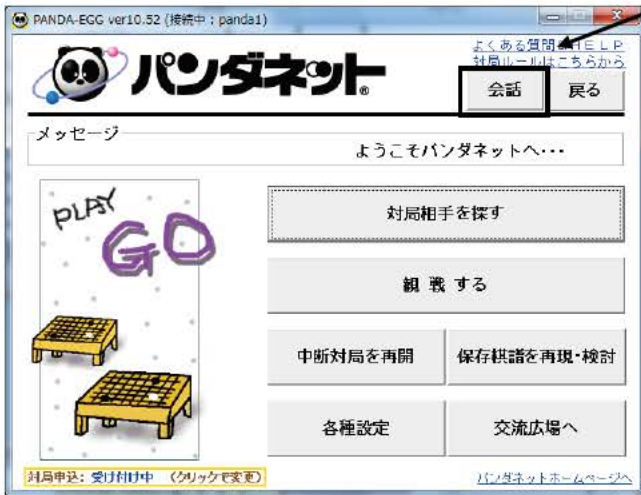 PANDA-EGG ver10.52 (接続中：panda1)
よくある質問・HELP
対局ルールはこちらから
パンダネット®
会話
戻る
メッセージ
ようこそパンダネットへ・・・
PLAY
GO
対局相手を探す
観 戦 する
中断対局を再開
保存棋譜を再現・検討
各種設定
交流広場へ
対局申込: 受け付け中 （クリックで変更）
パンダネットホームページへ